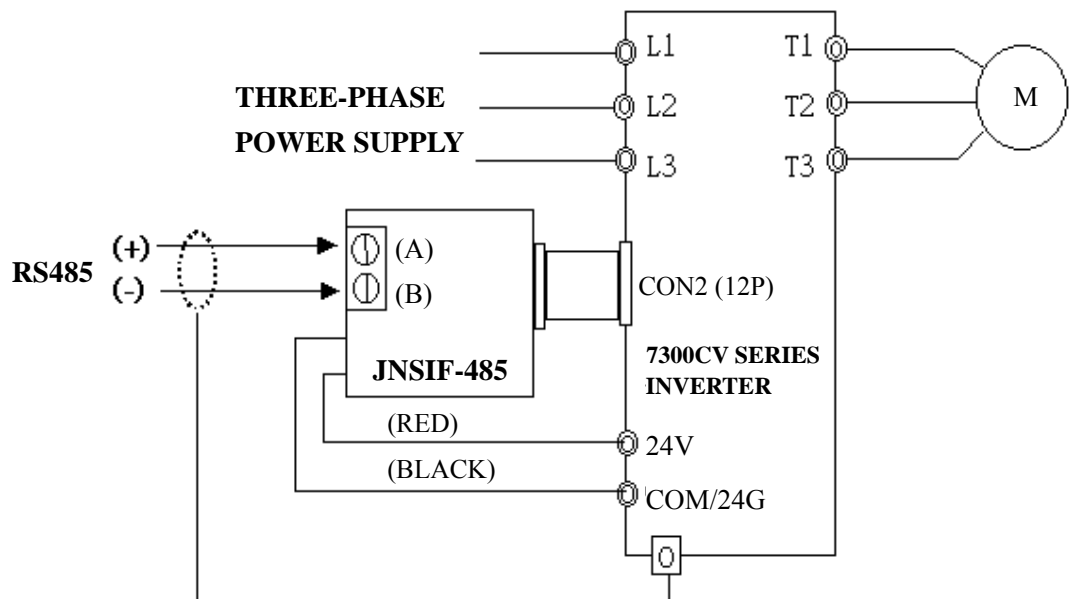 THREE-PHASE
POWER SUPPLY
L1
L2
L3
T1
T2
T3
M
RS485
(+)
(-)
(A)
(B)
JNSIF-485
CON2 (12P)
7300CV SERIES
INVERTER
(RED)
(BLACK)
24V
COM/24G